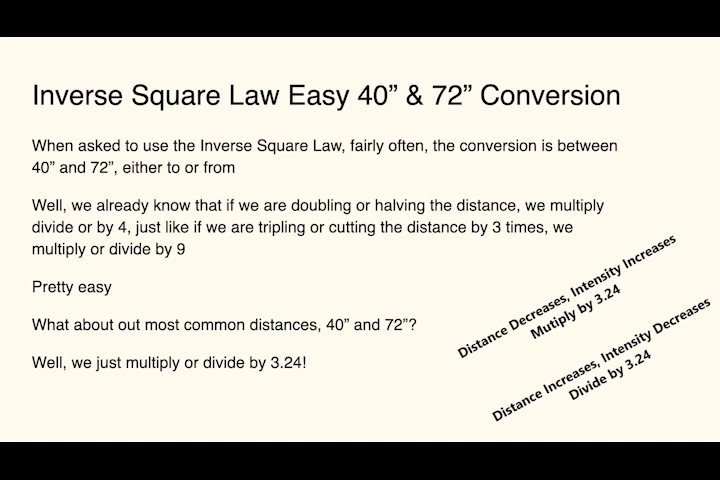 Inverse Square Law Easy 40” & 72” Conversion
When asked to use the Inverse Square Law, fairly often, the conversion is between
40” and 72”, either to or from
Well, we already know that if we are doubling or halving the distance, we multiply
divide or by 4, just like if we are tripling or cutting the distance by 3 times, we
multiply or divide by 9
Pretty easy
What about out most common distances, 40” and 72”?
Well, we just multiply or divide by 3.24!
Distance Decreases, Intensity Increases
Mutiply by 3.24
Distance Increases, Intensity Decreases
Divide by 3.24